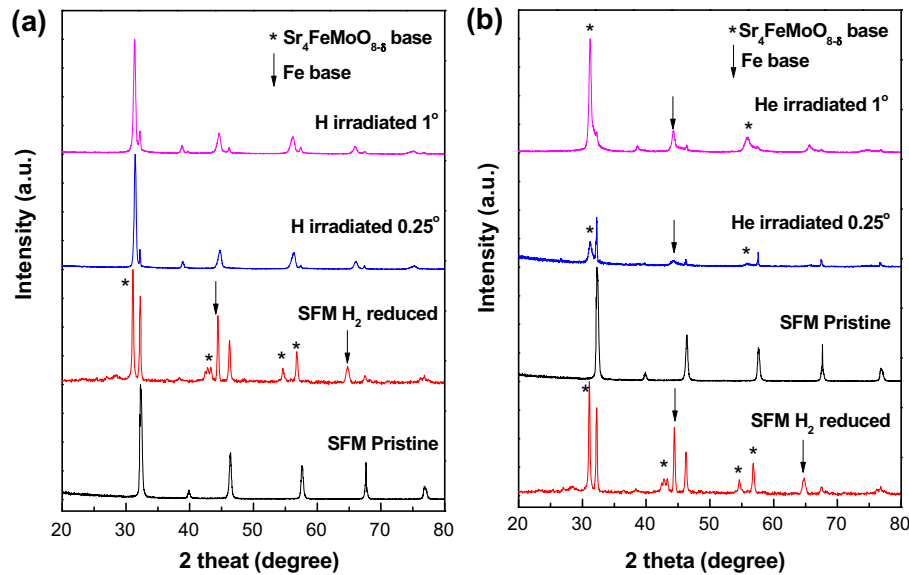 (a)
* Sr4FeMoO8-δ base
Fe base
H irradiated 1°
H irradiated 0.25°
*
SFM H2 reduced
*
*
*
SFM Pristine
20 30 40 50 60 70 80
2 theat (degree)
Intensity (a.u.)
(b)
*
*Sr4FeMoO8-δ base
Fe base
He irradiated 1°
*
He irradiated 0.25°
*
*
SFM Pristine
*
SFM H2 reduced
*
*
*
20 30 40 50 60 70 80
2 theta (degree)
Intensity (a.u.)